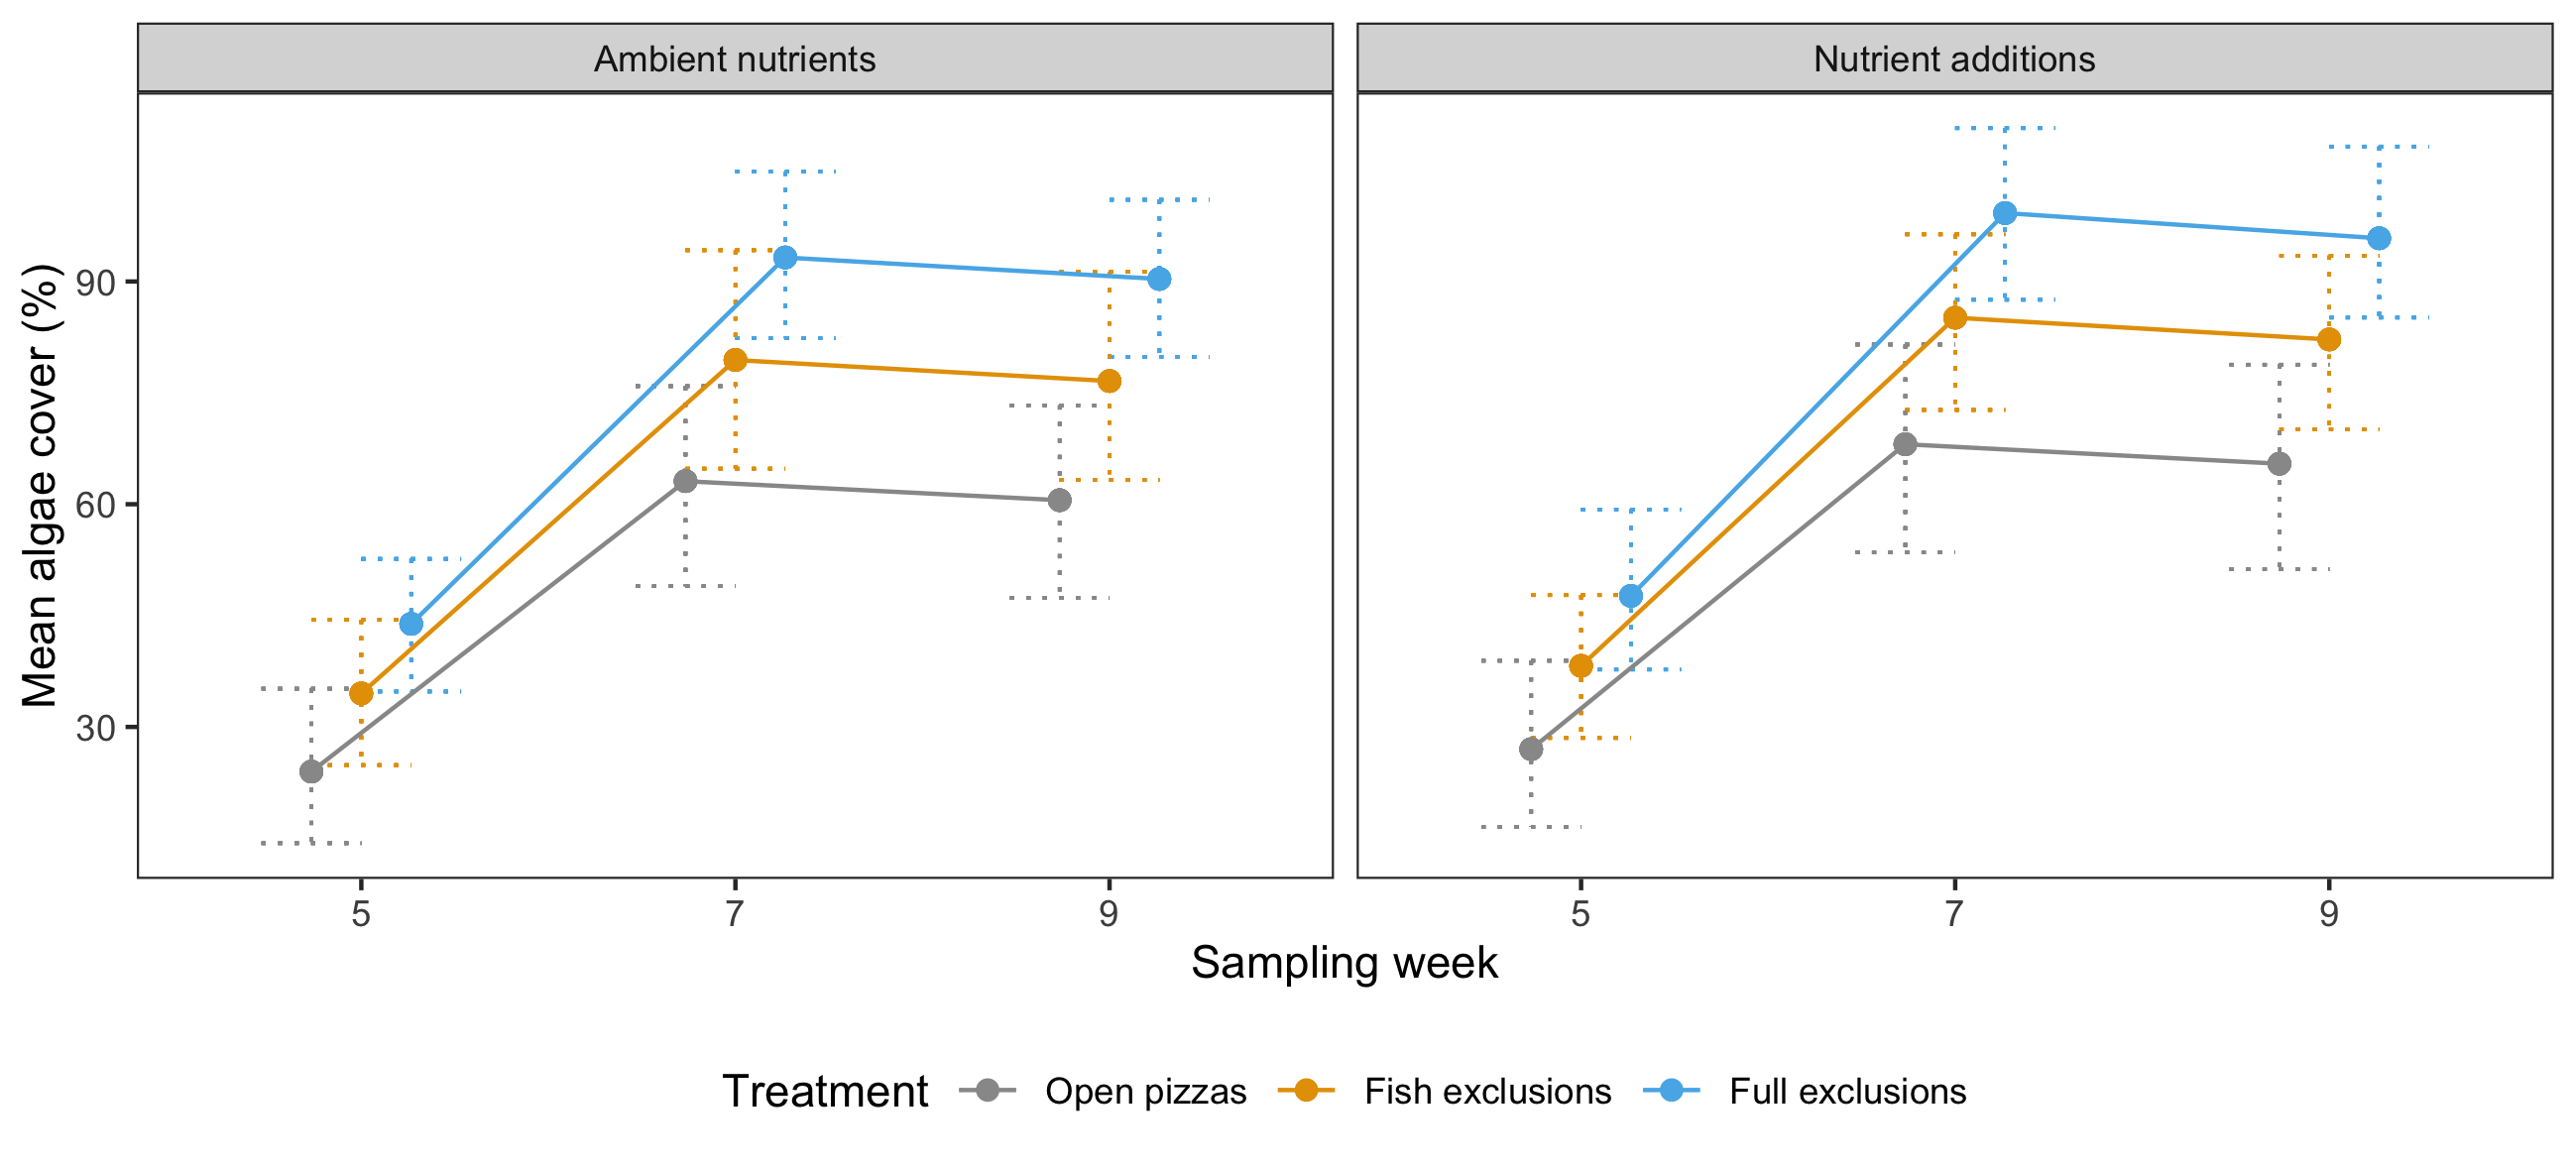 Ambient nutrients
Nutrient additions
Mean algae cover (%)
90
60
30
5 7 9
5 7 9
Sampling week
Treatment Open pizzas Fish exclusions Full exclusions